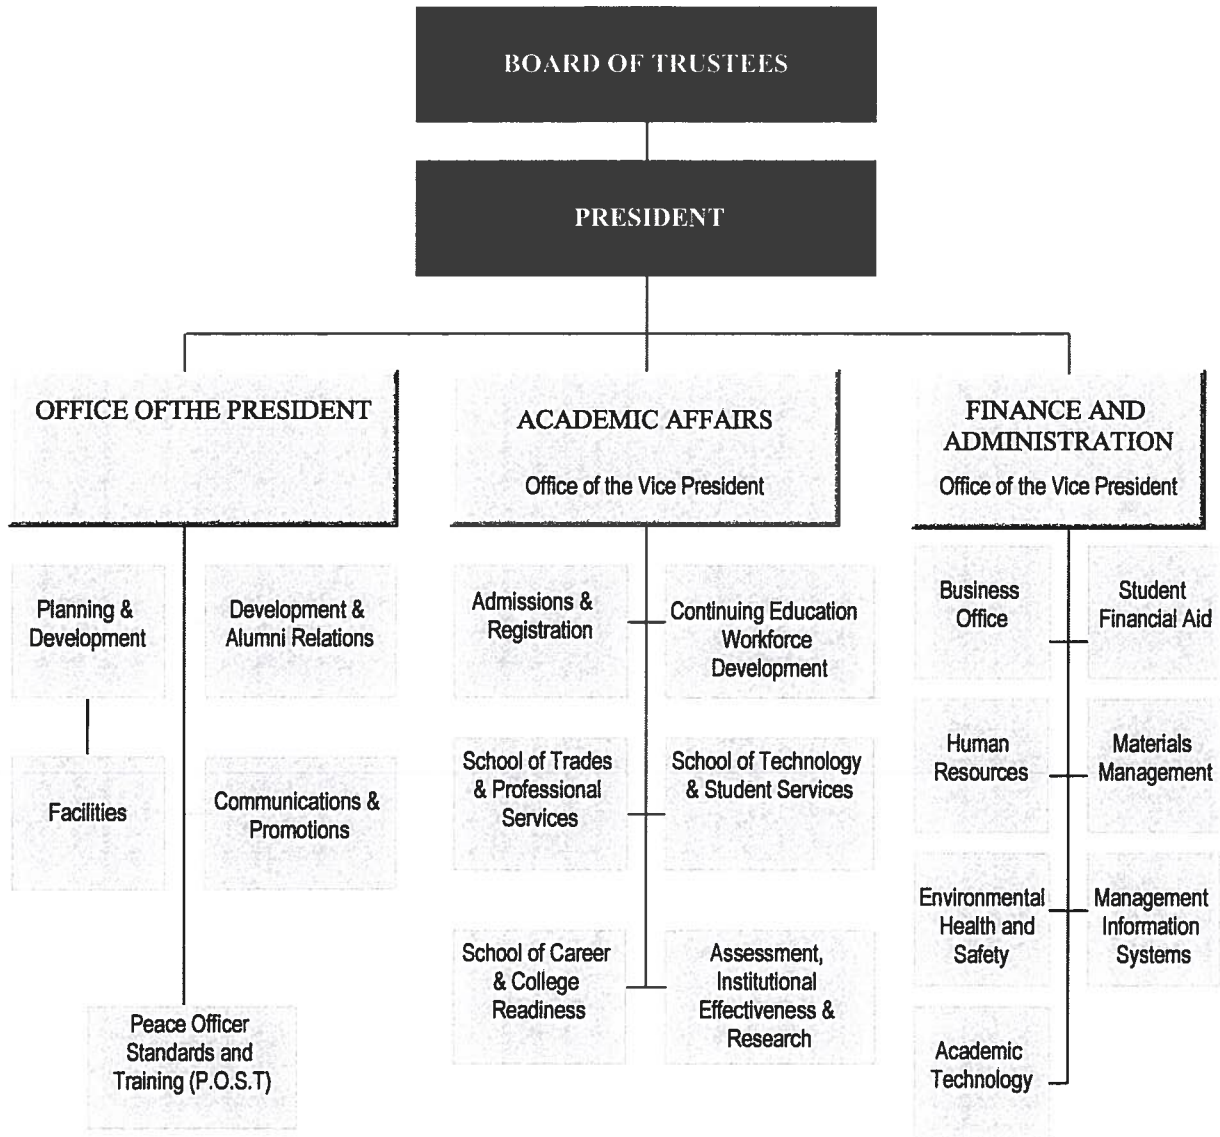 BOARD OF TRUSTEES
PRESIDENT
OFFICE OFTHE PRESIDENT
ACADEMIC AFFAIRS
Office of the Vice President
FINANCE AND
ADMINISTRATION
Office of the Vice President
Planning &
Development
Development &
Alumni Relations
Facilities
Communications &
Promotions
Peace Officer
Standards and
Training (P.O.S.T)
Admissions &
Registration
Continuing Education
Workforce
Development
School of Trades
& Professional
Services
School of Technology
& Student Services
School of Career
& College
Readiness
Assessment,
Institutional
Effectiveness &
Research
Business
Office
Student
Financial Aid
Human
Resources
Materials
Management
Environmental
Health and
Safety
Management
Information
Systems
Academic
Technology